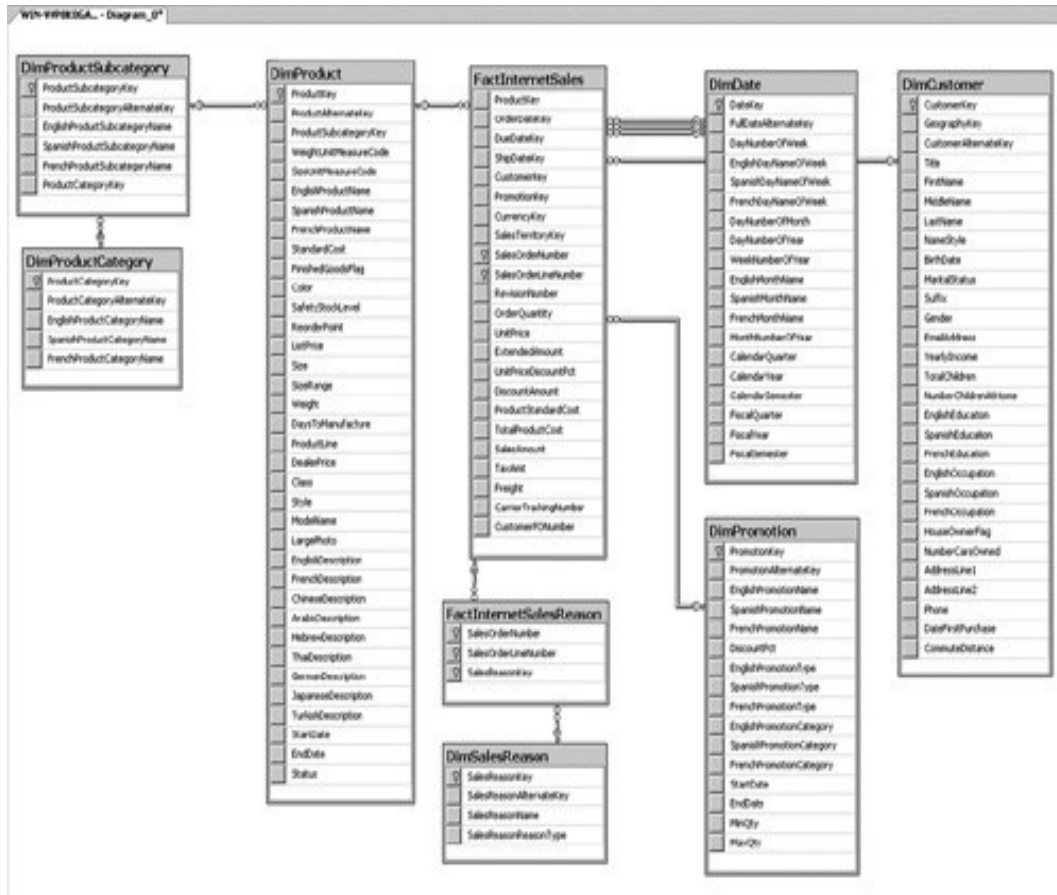 Diagram_0*
DimProductSubcategory
ProductSubcategoryKey
ProductSubcategoryAlternateKey
EnglishProductSubcategoryName
SpanishProductSubcategoryName
FrenchProductSubcategoryName
ProductCategoryKey
DimProductCategory
ProductCategoryKey
ProductCategoryAlternateKey
EnglishProductCategoryName
SpanishProductCategoryName
FrenchProductCategoryName
DimProduct
ProductKey
ProductAlternateKey
ProductSubcategoryKey
WeightUnitMeasureCode
SizeUnitMeasureCode
EnglishProductName
SpanishProductName
FrenchProductName
StandardCost
FinishedGoodsFlag
Color
SafetyStockLevel
ReorderPoint
ListPrice
Size
SizeRange
Weight
DaysToManufacture
ProductLine
DealerPrice
Class
Style
ModelName
LargePhoto
EnglishDescription
FrenchDescription
ChineseDescription
ArabicDescription
HebrewDescription
ThaiDescription
GermanDescription
JapaneseDescription
TurkishDescription
StartDate
EndDate
Status
FactInternetSales
ProductKey
OrderDateKey
DueDateKey
ShipDateKey
CustomerKey
PromotionKey
CurrencyKey
SalesTerritoryKey
SalesOrderNumber
SalesOrderLineNumber
RevisionNumber
OrderQuantity
UnitPrice
ExtendedAmount
UnitPriceDiscountPct
DiscountAmount
ProductStandardCost
TotalProductCost
SalesAmount
TaxAmt
Freight
CarrierTrackingNumber
CustomerPONumber
FactInternetSalesReason
SalesOrderNumber
SalesOrderLineNumber
SalesReasonKey
DimSalesReason
SalesReasonKey
SalesReasonAlternateKey
SalesReasonName
SalesReasonReasonType
DimDate
DateKey
FullDateAlternateKey
DayNumberOfWeek
EnglishDayNameOfWeek
SpanishDayNameOfWeek
FrenchDayNameOfWeek
DayNumberOfMonth
DayNumberOfYear
WeekNumberOfYear
EnglishMonthName
SpanishMonthName
FrenchMonthName
MonthNumberOfYear
CalendarQuarter
CalendarYear
CalendarSemester
FiscalQuarter
FiscalYear
FiscalSemester
DimPromotion
PromotionKey
PromotionAlternateKey
EnglishPromotionName
SpanishPromotionName
FrenchPromotionName
DiscountPct
EnglishPromotionType
SpanishPromotionType
FrenchPromotionType
EnglishPromotionCategory
SpanishPromotionCategory
FrenchPromotionCategory
StartDate
EndDate
MinQty
MaxQty
DimCustomer
CustomerKey
GeographyKey
CustomerAlternateKey
Title
FirstName
MiddleName
LastName
NameStyle
BirthDate
MaritalStatus
Suffix
Gender
EmailAddress
YearlyIncome
TotalChildren
NumberChildrenAtHome
EnglishEducation
SpanishEducation
FrenchEducation
EnglishOccupation
SpanishOccupation
FrenchOccupation
HouseOwnerFlag
NumberCarsOwned
AddressLine1
AddressLine2
Phone
DateFirstPurchase
CommuteDistance